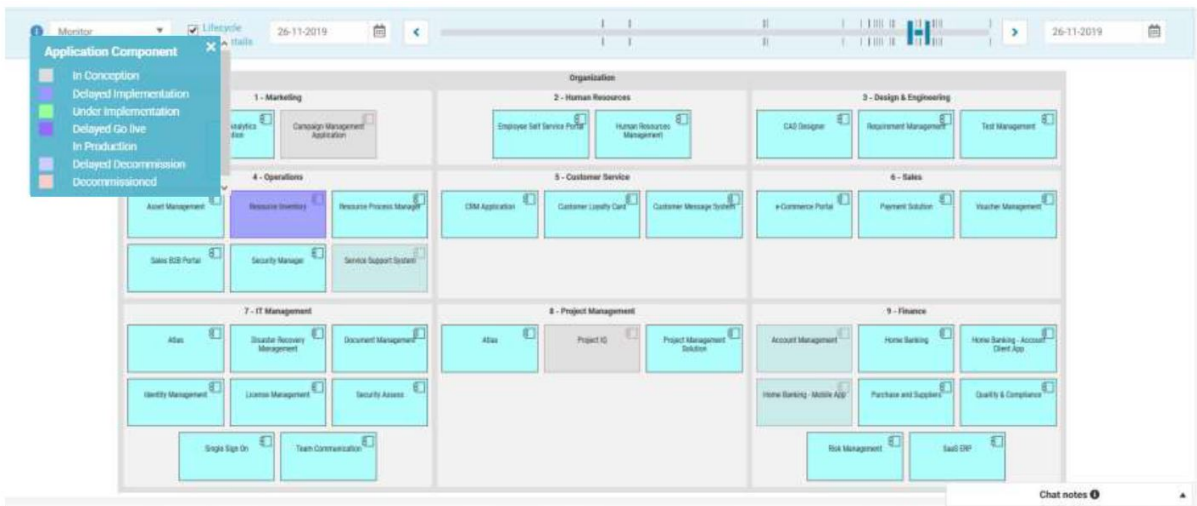 Monitor
Lifecycle
tails
26-11-2019
26-11-2019
Application Component
In Conception
Delayed Implementation
Under Implementation
Delayed Go live
In Production
Delayed Decommission
Decommissioned
Organization
1 - Marketing
2 - Human Resources
3 - Design & Engineering
Campaign Management
Application
Employee Self Service Portal
Human Resources
Management
CAD Designer
Requirement Management
Test Management
4 - Operations
5 - Customer Service
6 - Sales
Asset Management
Resource Inventory
Resource Process Manager
CRM Application
Customer Loyalty Card
Customer Message System
e-Commerce Portal
Payment Solution
Voucher Management
Sales B2B Portal
Security Manager
Service Support System
7 - IT Management
8 - Project Management
9 - Finance
Atlas
Disaster Recovery
Management
Document Management
Atlas
Project IQ
Project Management
Solution
Account Management
Home Banking
Home Banking - Account
Client App
Identity Management
License Management
Security Assess
Home Banking - Mobile App
Purchase and Suppliers
Quality & Compliance
Single Sign On
Team Communication
Risk Management
SaaS ERP
Chat notes